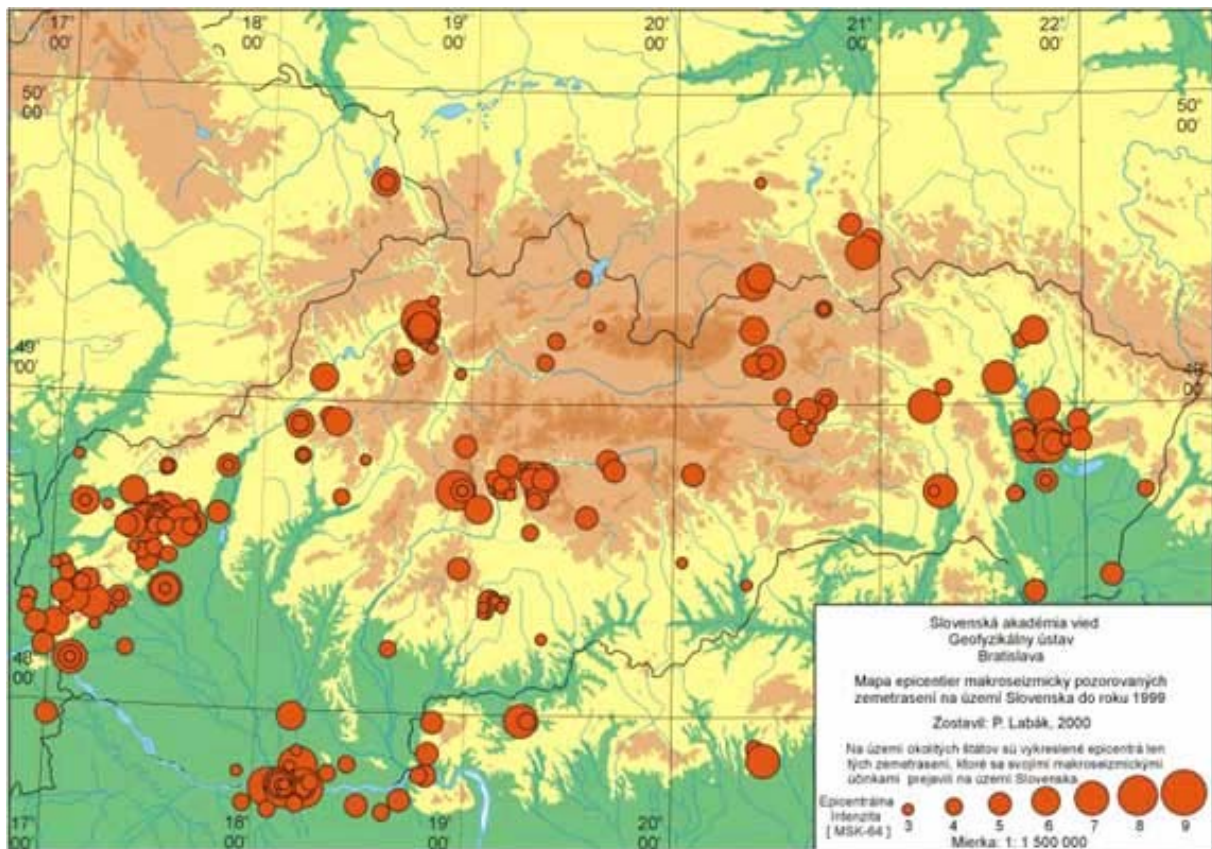 17° 18° 19° 20° 21° 22°
00' 00' 00' 00' 00' 00'
50° 50°
00' 00'
49° 49°
00' 00'
48°
00'
Slovenská akadémia vied
Geofyzikálny ústav
Bratislava
Mapa epicentier makroseizmicky pozorovaných
zemetrasení na území Slovenska do roku 1999
Zostavil: P. Labák, 2000
Na území okolitých štátov sú vykreslené epicentrá len
tých zemetrasení, ktoré sa svojimi makroseizmickými
účinkami prejavili na území Slovenska
Epicentrálna
Intenzita
[ MSK-64 ]
3 4 5 6 7 8 9
Mierka: 1: 1 500 000
17° 18° 19° 20°
00' 00' 00' 00'